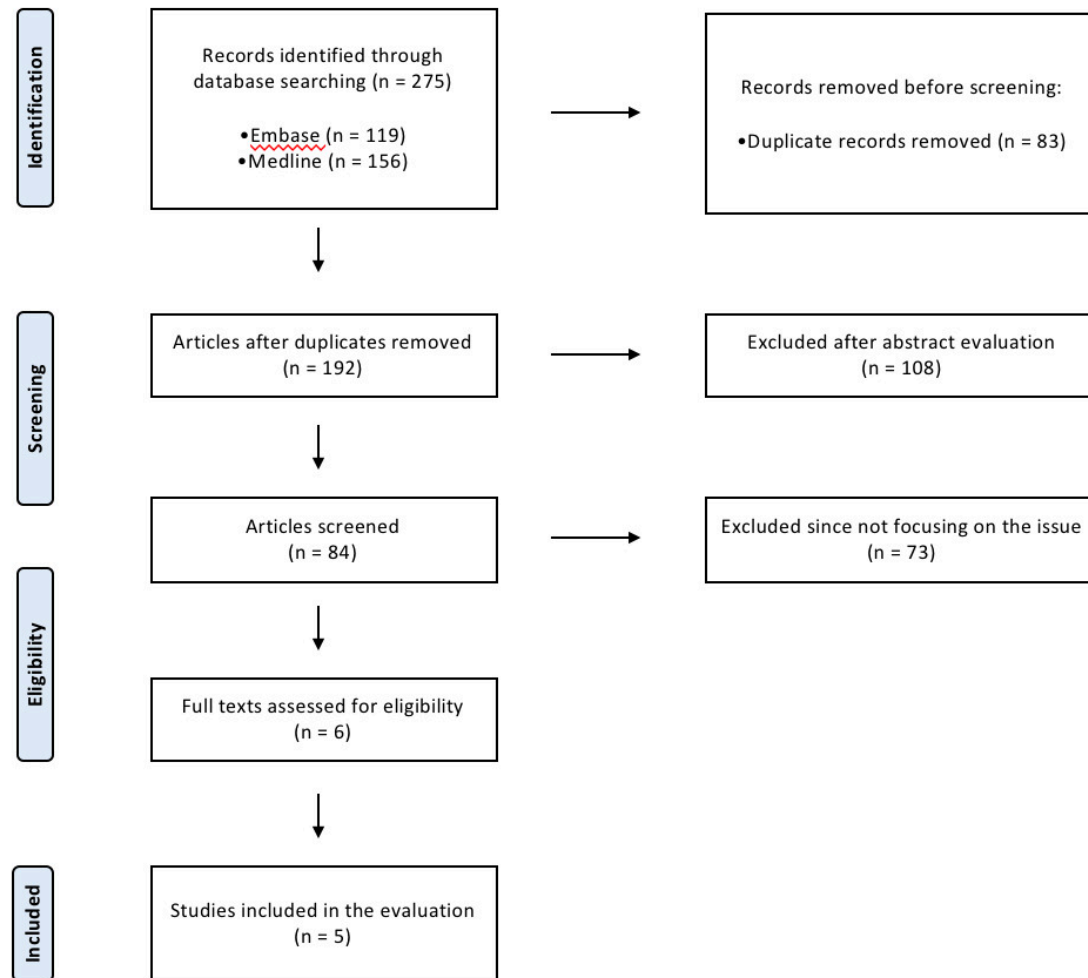 Identification
Records identified through
database searching (n = 275)
•Embase (n = 119)
•Medline (n = 156)
Records removed before screening:
•Duplicate records removed (n = 83)
Screening
Articles after duplicates removed
(n = 192)
Excluded after abstract evaluation
(n = 108)
Articles screened
(n = 84)
Excluded since not focusing on the issue
(n = 73)
Eligibility
Full texts assessed for eligibility
(n = 6)
Included
Studies included in the evaluation
(n = 5)